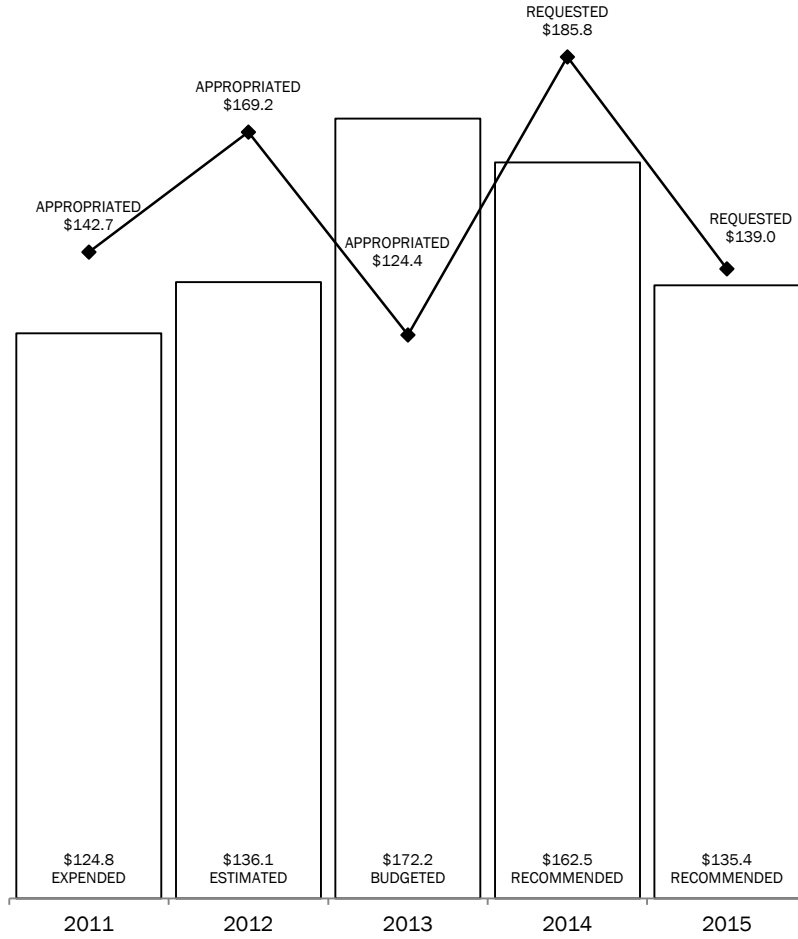 REQUESTED
$185.8
APPROPRIATED
$169.2
APPROPRIATED
$142.7
REQUESTED
$139.0
APPROPRIATED
$124.4
$124.8
EXPENDED
$136.1
ESTIMATED
$172.2
BUDGETED
$162.5
RECOMMENDED
$135.4
RECOMMENDED
2011
2012
2013
2014
2015